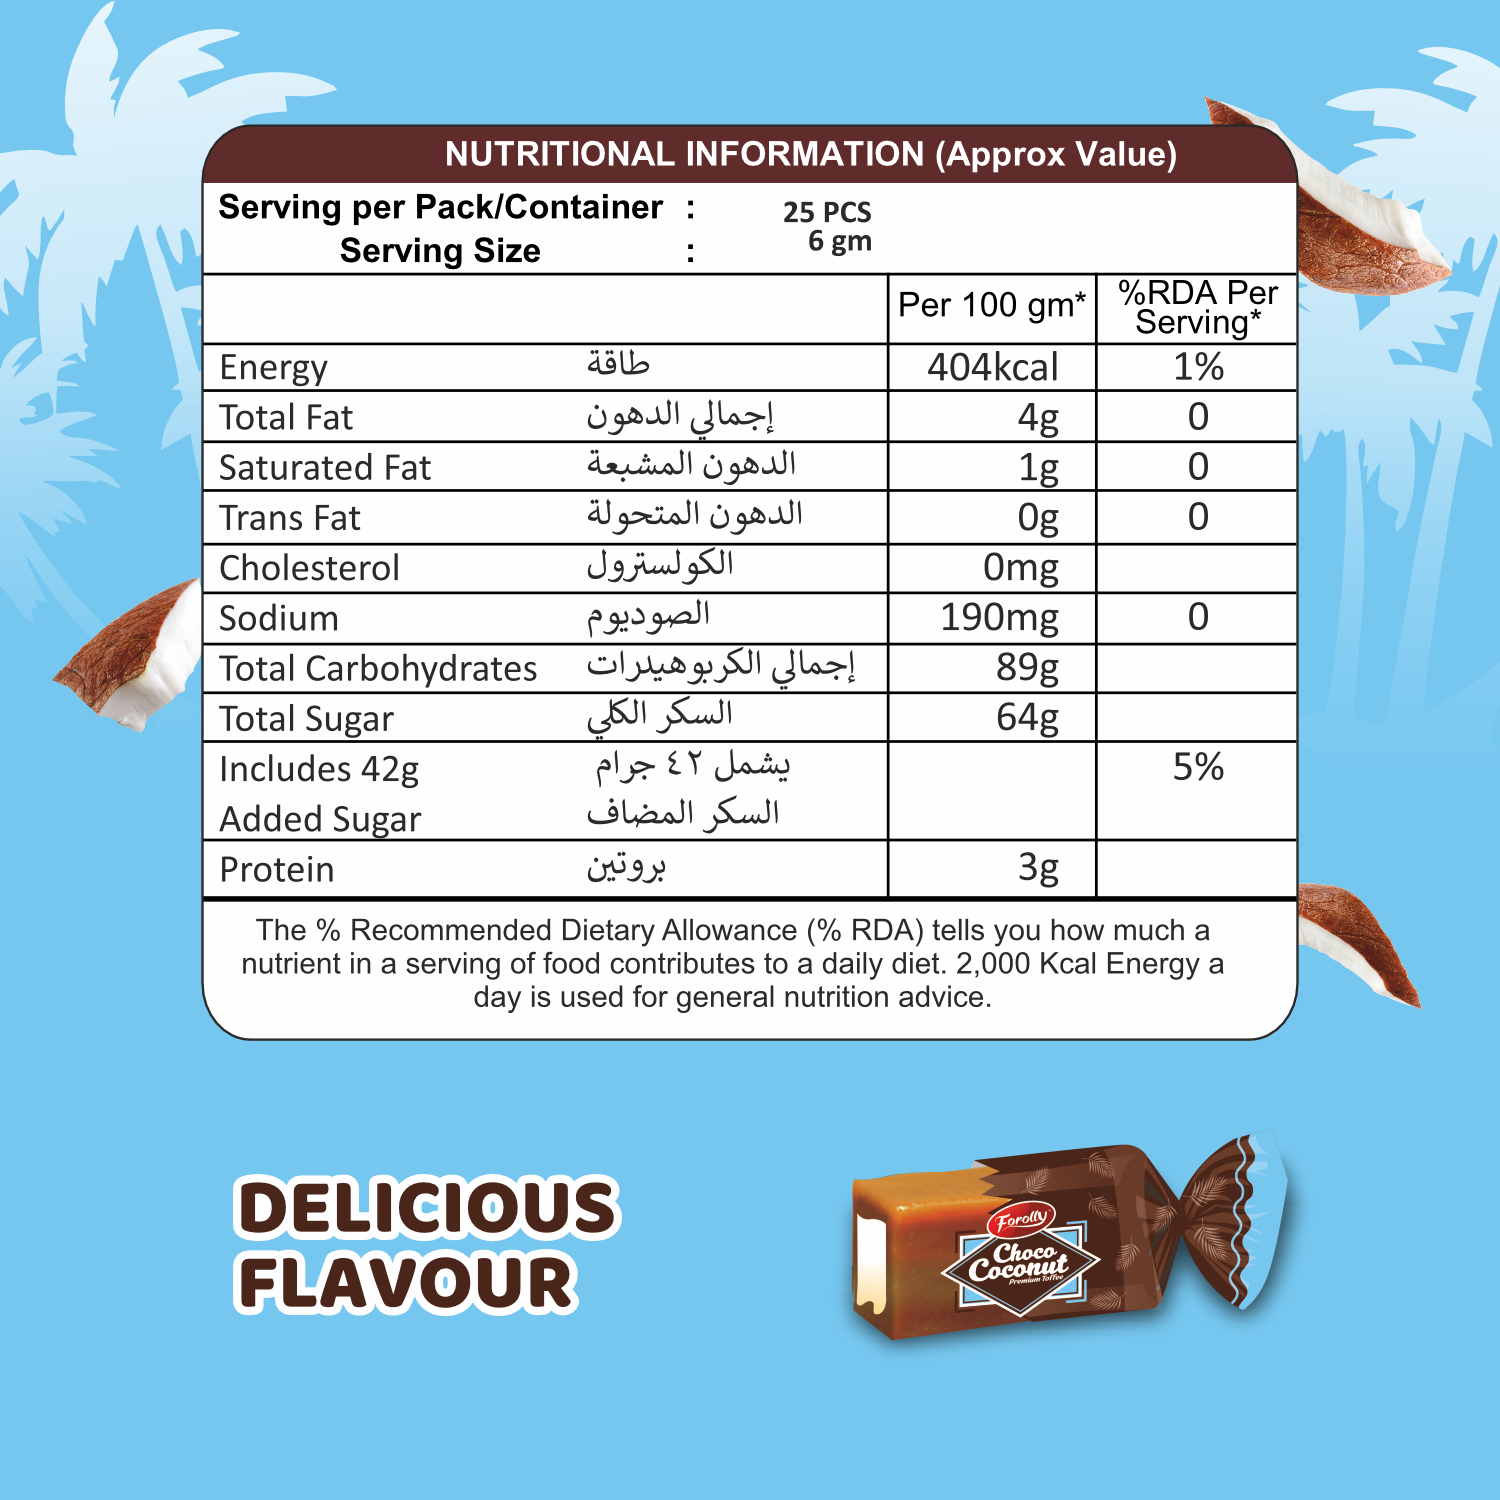 NUTRITIONAL INFORMATION (Approx Value)
Serving per Pack/Container : 25 PCS
Serving Size : 6 gm
Per 100 gm* %RDA Per Serving*
Energy طاقة 404kcal 1%
Total Fat إجمالي الدهون 4g 0
Saturated Fat الدهون المشبعة 1g 0
Trans Fat الدهون المتحولة 0g 0
Cholesterol الكولسترول 0mg
Sodium الصوديوم 190mg 0
Total Carbohydrates إجمالي الكربوهيدرات 89g
Total Sugar السكر الكلي 64g
Includes 42g يشمل ٤٢ جرام 5%
Added Sugar السكر المضاف
Protein بروتين 3g
The % Recommended Dietary Allowance (% RDA) tells you how much a
nutrient in a serving of food contributes to a daily diet. 2,000 Kcal Energy a
day is used for general nutrition advice.
DELICIOUS
FLAVOUR
Forolly
Choco
Coconut
Premium Toffee